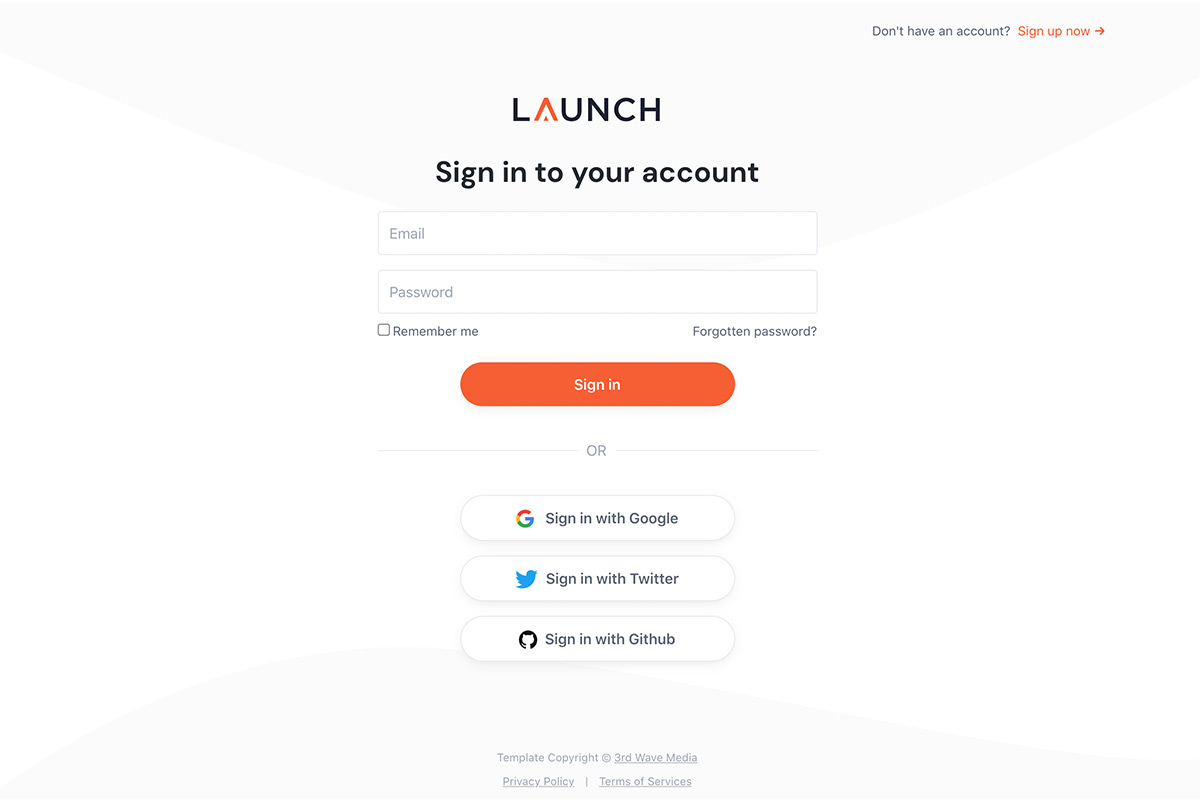 Don't have an account? Sign up now →
LAUNCH
Sign in to your account
Email
Password
Remember me Forgotten password?
Sign in
OR
Sign in with Google
Sign in with Twitter
Sign in with Github
Template Copyright © 3rd Wave Media
Privacy Policy | Terms of Services